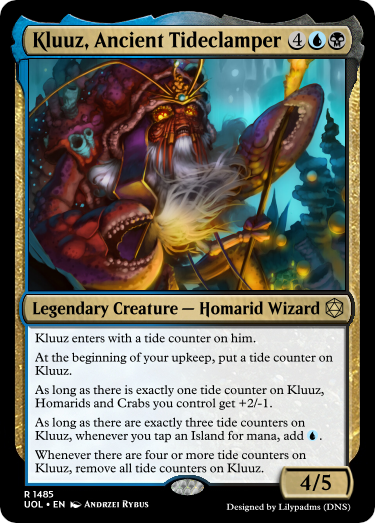 Kluuz, Ancient Tideclamper 4
Legendary Creature — Homarid Wizard
Kluuz enters with a tide counter on him.
At the beginning of your upkeep, put a tide counter on
Kluuz.
As long as there is exactly one tide counter on Kluuz,
Homarids and Crabs you control get +2/-1.
As long as there are exactly three tide counters on
Kluuz, whenever you tap an Island for mana, add .
Whenever there are four or more tide counters on
Kluuz, remove all tide counters on Kluuz.
4/5
R 1485
UOL • EN Andrzei Rybus
Designed by Lilypadms (DNS)